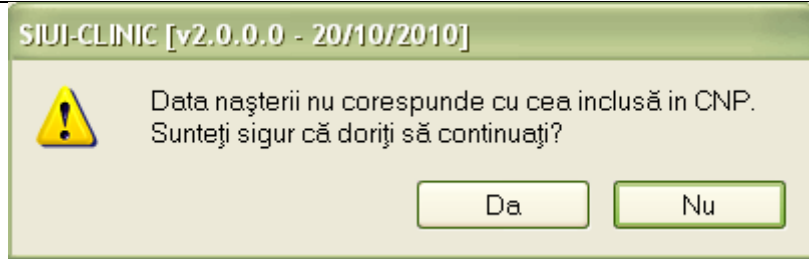 SIUI-CLINIC [v2.0.0.0 - 20/10/2010]
Data naşterii nu corespunde cu cea inclusă in CNP.
Sunteţi sigur că doriţi să continuaţi?
Da
Nu